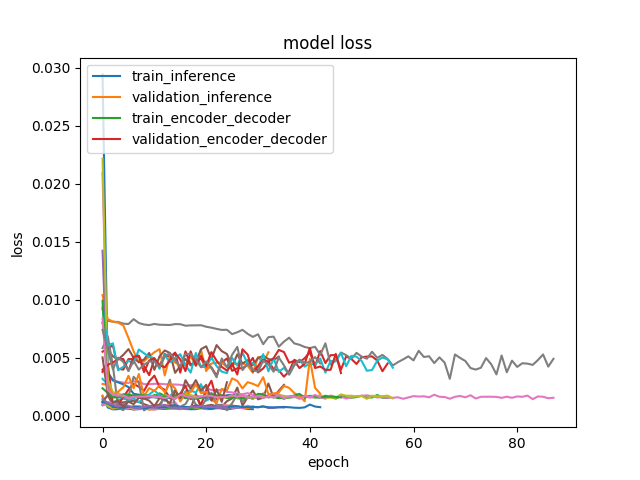 model loss
train_inference
validation_inference
train_encoder_decoder
validation_encoder_decoder
0.030
0.025
0.020
0.015
0.010
0.005
0.000
loss
0 20 40 60 80
epoch